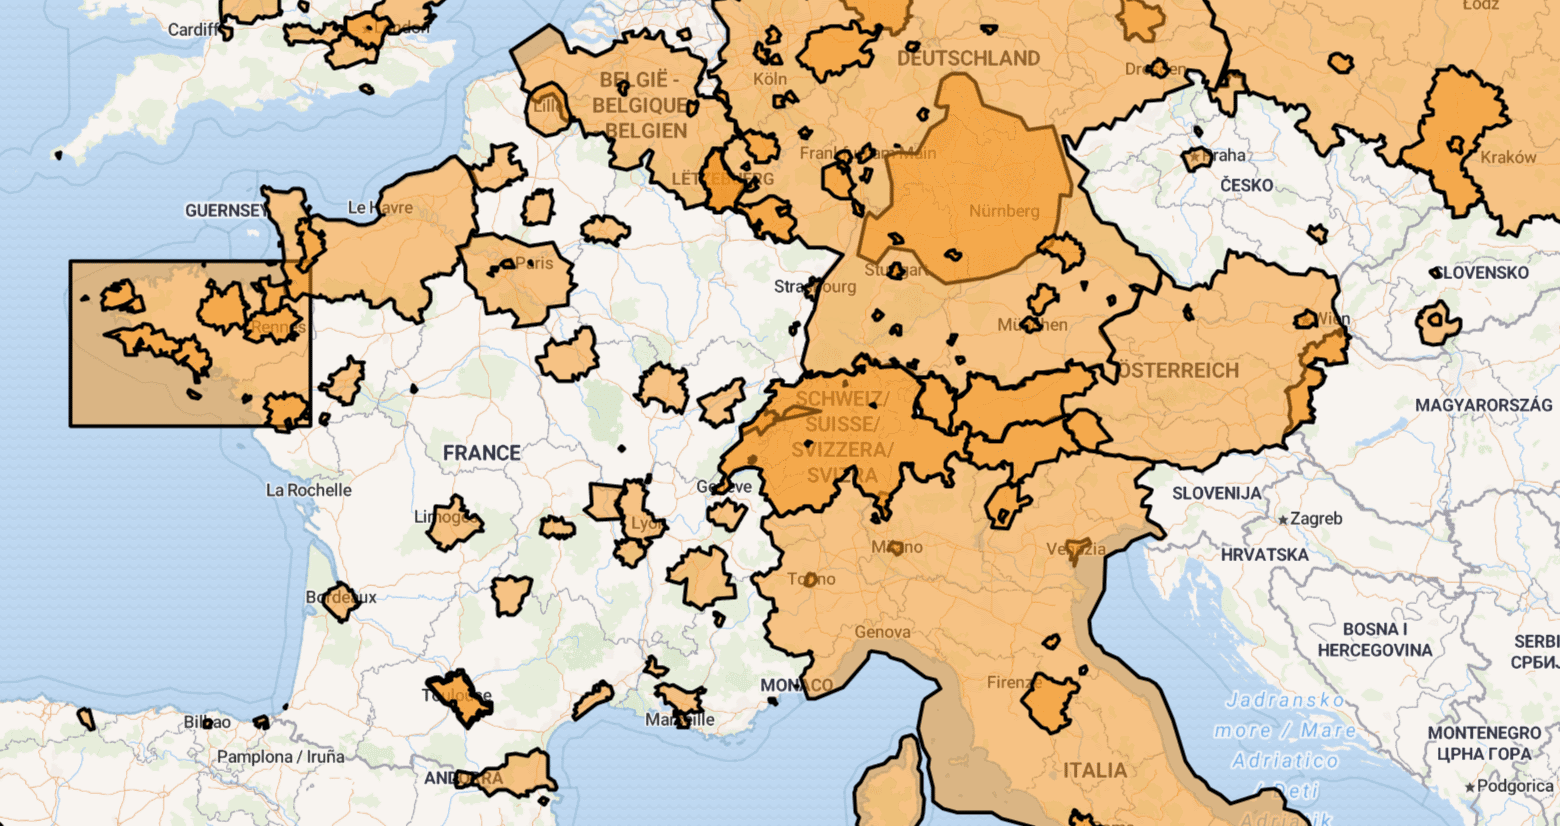 Cardiff
Łódź
DEUTSCHLAND
BELGIË -
BELGIQUE
BELGIEN
Köln
Dresden
Lille
Frankfurt am Main
Praha
Kraków
LËTZEBUERG
ČESKO
GUERNSEY
Le Havre
Nürnberg
Paris
Stuttgart
SLOVENSKO
Strasbourg
Rennes
München
Wien
ÖSTERREICH
SCHWEIZ/
SUISSE/
SVIZZERA/
SVIZRA
MAGYARORSZÁG
FRANCE
Genève
La Rochelle
SLOVENIJA
Limoges
Lyon
Zagreb
Milano
Venezia
HRVATSKA
Torino
Bordeaux
Genova
BOSNA I
HERCEGOVINA
MONACO
Firenze
Toulouse
Jadransko
more / Mare
Adriatico
/ Deti
Adriatik
Bilbao
Marseille
MONTENEGRO
ЦРНА ГОРА
Pamplona / Iruña
ANDORRA
ITALIA
Podgorica